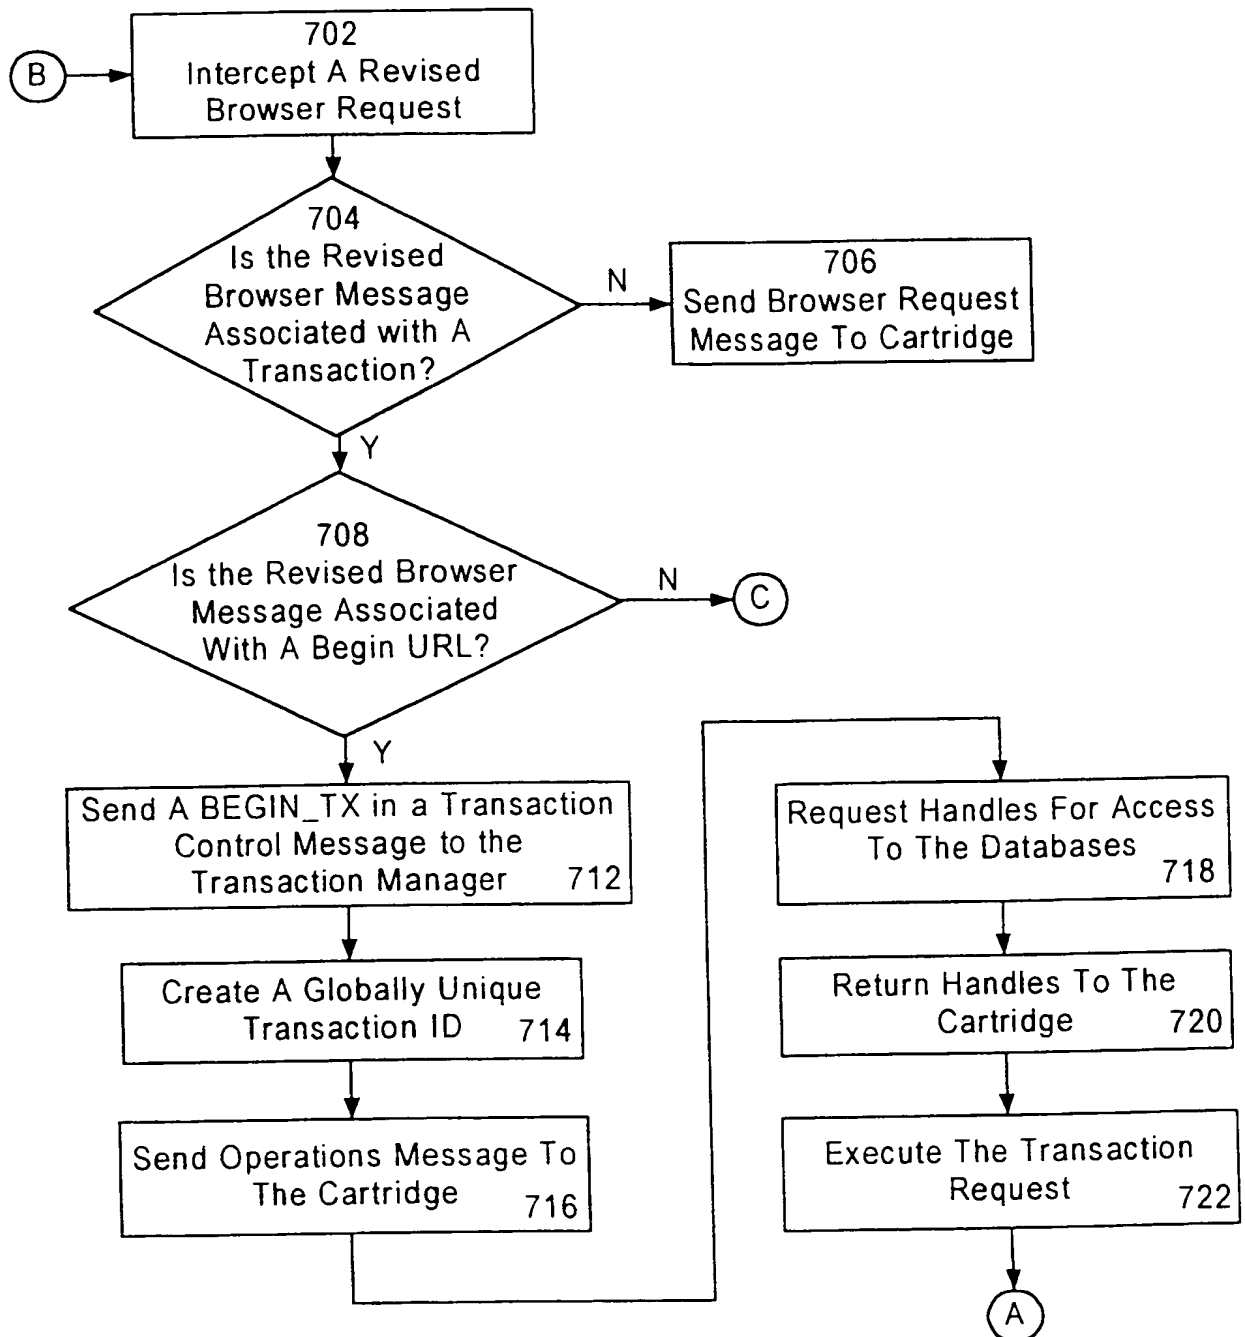 702
Intercept A Revised
Browser Request
B
704
Is the Revised
Browser Message
Associated with A
Transaction?
N
706
Send Browser Request
Message To Cartridge
Y
708
Is the Revised Browser
Message Associated
With A Begin URL?
N
C
Y
Send A BEGIN_TX in a Transaction
Control Message to the
Transaction Manager 712
Create A Globally Unique
Transaction ID 714
Send Operations Message To
The Cartridge 716
Request Handles For Access
To The Databases
718
Return Handles To The
Cartridge 720
Execute The Transaction
Request 722
A